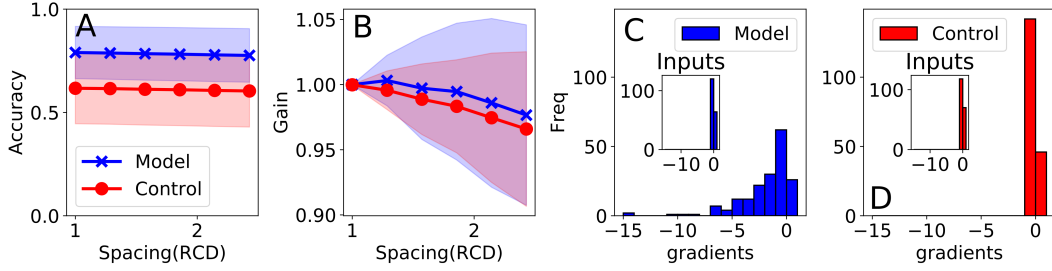 A
1.0
0.5
0.0
Accuracy
Model
Control
1
2
Spacing(RCD)
B
1.05
1.00
0.95
0.90
Gain
1
2
Spacing(RCD)
C
Model
Inputs
100
0
−10
0
100
50
0
Freq
−15
−10
−5
0
gradients
Control
Inputs
100
0
−10
0
D
100
50
0
−15
−10
−5
0
gradients